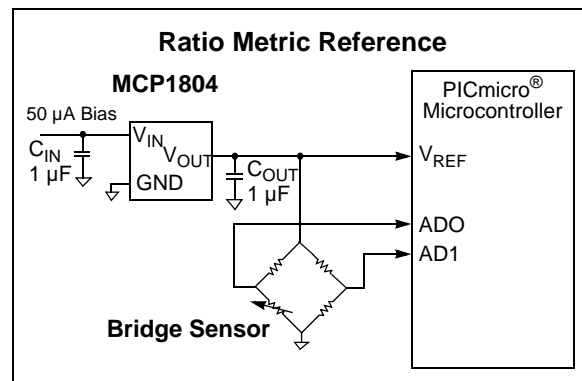 Ratio Metric Reference
MCP1804
PICmicro®
Microcontroller
50 µA Bias
CIN
1 µF
VIN
VOUT
GND
COUT
1 µF
VREF
ADO
AD1
Bridge Sensor